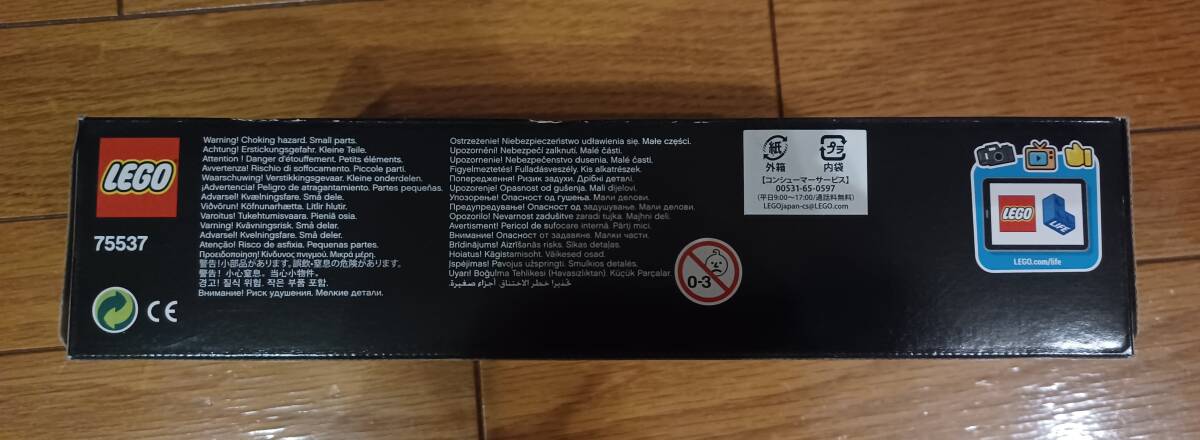 LEGO
75537
CE
Warning! Choking hazard. Small parts.
Achtung! Erstickungsgefahr. Kleine Teile.
Attention ! Danger d'étouffement. Petits éléments.
Avvertenza! Rischio di soffocamento. Piccole parti.
Waarschuwing! Verstikkingsgevaar. Kleine onderdelen.
¡Advertencia! Peligro de atragantamiento. Partes pequeñas.
Advarsel! Kvælningsfare. Små dele.
Viðvörun! Köfnunarhætta. Litlir hlutir.
Varoitus! Tukehtumisvaara. Pieniä osia.
Varning! Kvävningsrisk. Små delar.
Advarsel! Kvelningsfare. Små deler.
Atenção! Risco de asfixia. Pequenas partes.
Προειδοποίηση! Κίνδυνος πνιγμού. Μικρά μέρη.
警告!小部品があります。誤飲・窒息の危険があります。
警告！小心窒息。当心小物件。
경고! 질식 위험. 작은 부품 포함.
Внимание! Риск удушения. Мелкие детали.
Ostrzeżenie! Niebezpieczeństwo udławienia się. Małe części.
Upozornění! Nebezpečí zalknutí. Malé části.
Upozornenie! Nebezpečenstvo dusenia. Malé časti.
Figyelmeztetés! Fulladásveszély. Kis alkatrészek.
Попередження! Ризик задухи. Дрібні деталі.
Upozorenje! Opasnost od gušenja. Mali dijelovi.
Упозорење! Опасност од гушења. Мали делови.
Предупредување! Опасност од задушување. Мали делови.
Opozorilo! Nevarnost zadušitve zaradi tujka. Majhni deli.
Avertisment! Pericol de sufocare internă. Părți mici.
Внимание! Опасност от задавяне. Малки части.
Brīdinājums! Aizrīšanās risks. Sīkas detaļas.
Hoiatus! Kägistamisoht. Väikesed osad.
Įspėjimas! Pavojus užspringti. Smulkios detalės.
Uyarı! Boğulma Tehlikesi (Havasızlıktan). Küçük Parçalar.
تحذير! خطر الاختناق. أجزاء صغيرة.
0-3
紙
外箱
プラ
内袋
【コンシューマーサービス】
00531-65-0597
(平日9:00~17:00/通話料無料)
LEGOjapan-cs@LEGO.com
LEGO
LIFE
LEGO.com/life